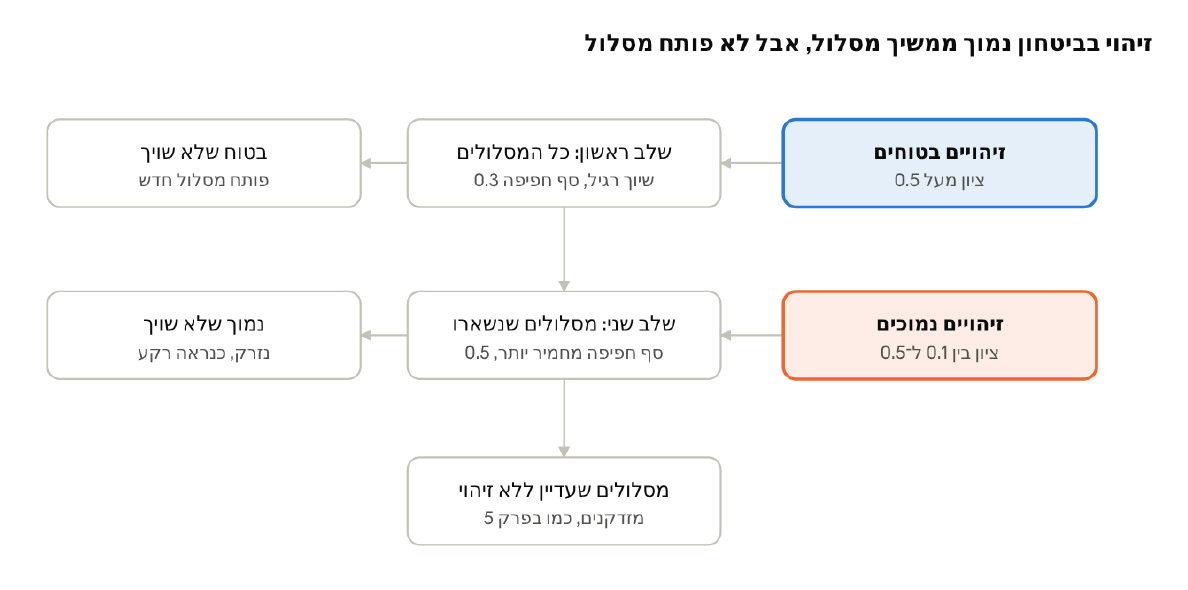 זיהוי בביטחון נמוך ממשיך מסלול, אבל לא פותח מסלול
זיהויים בטוחים
ציון מעל 0.5
שלב ראשון: כל המסלולים
שיוך רגיל, סף חפיפה 0.3
בטוח שלא שויך
פותח מסלול חדש
זיהויים נמוכים
ציון בין 0.1 ל־0.5
שלב שני: מסלולים שנשארו
סף חפיפה מחמיר יותר, 0.5
נמוך שלא שויך
נזרק, כנראה רקע
מסלולים שעדיין ללא זיהוי
מזדקנים, כמו בפרק 5